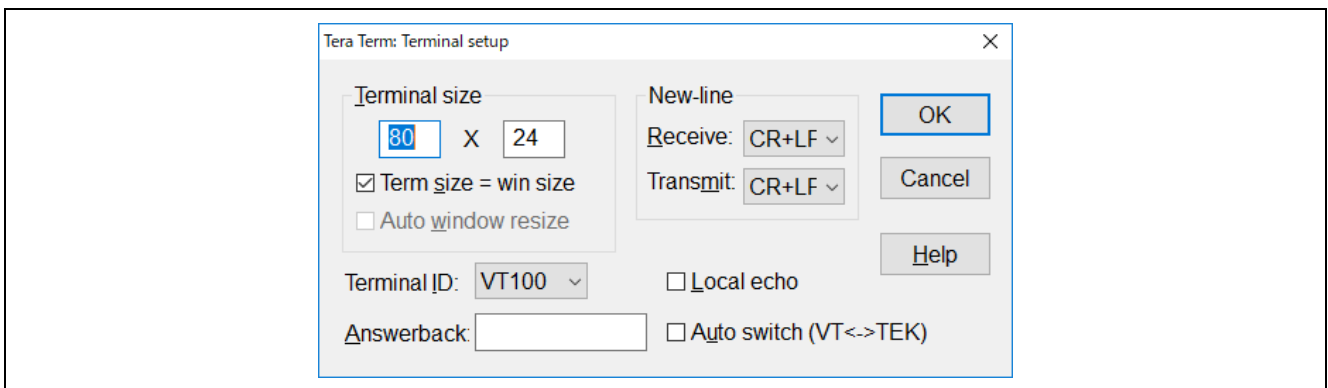 Tera Term: Terminal setup
Terminal size
80 X 24
Term size = win size
Auto window resize
New-line
Receive: CR+LF
Transmit: CR+LF
OK
Cancel
Help
Terminal ID: VT100
Local echo
Answerback:
Auto switch (VT<->TEK)